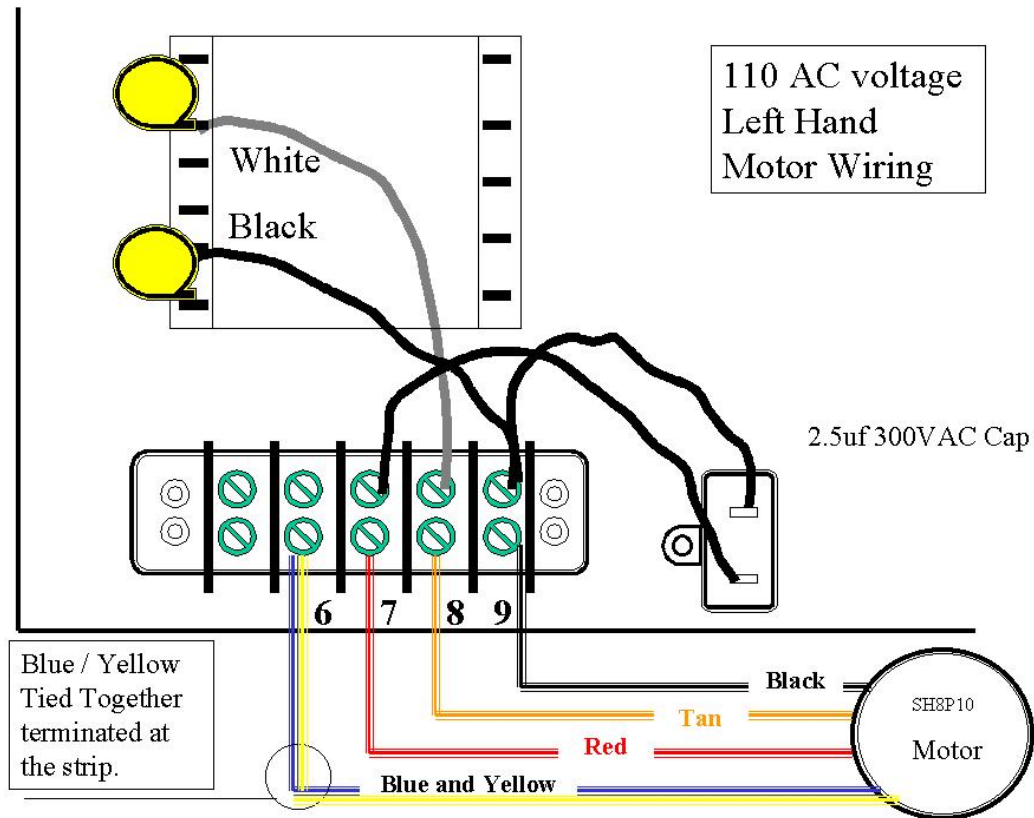 110 AC voltage
Left Hand
Motor Wiring
White
Black
2.5uf 300VAC Cap
6 7 8 9
Blue / Yellow
Tied Together
terminated at
the strip.
Black
Tan
Red
Blue and Yellow
SH8P10
Motor